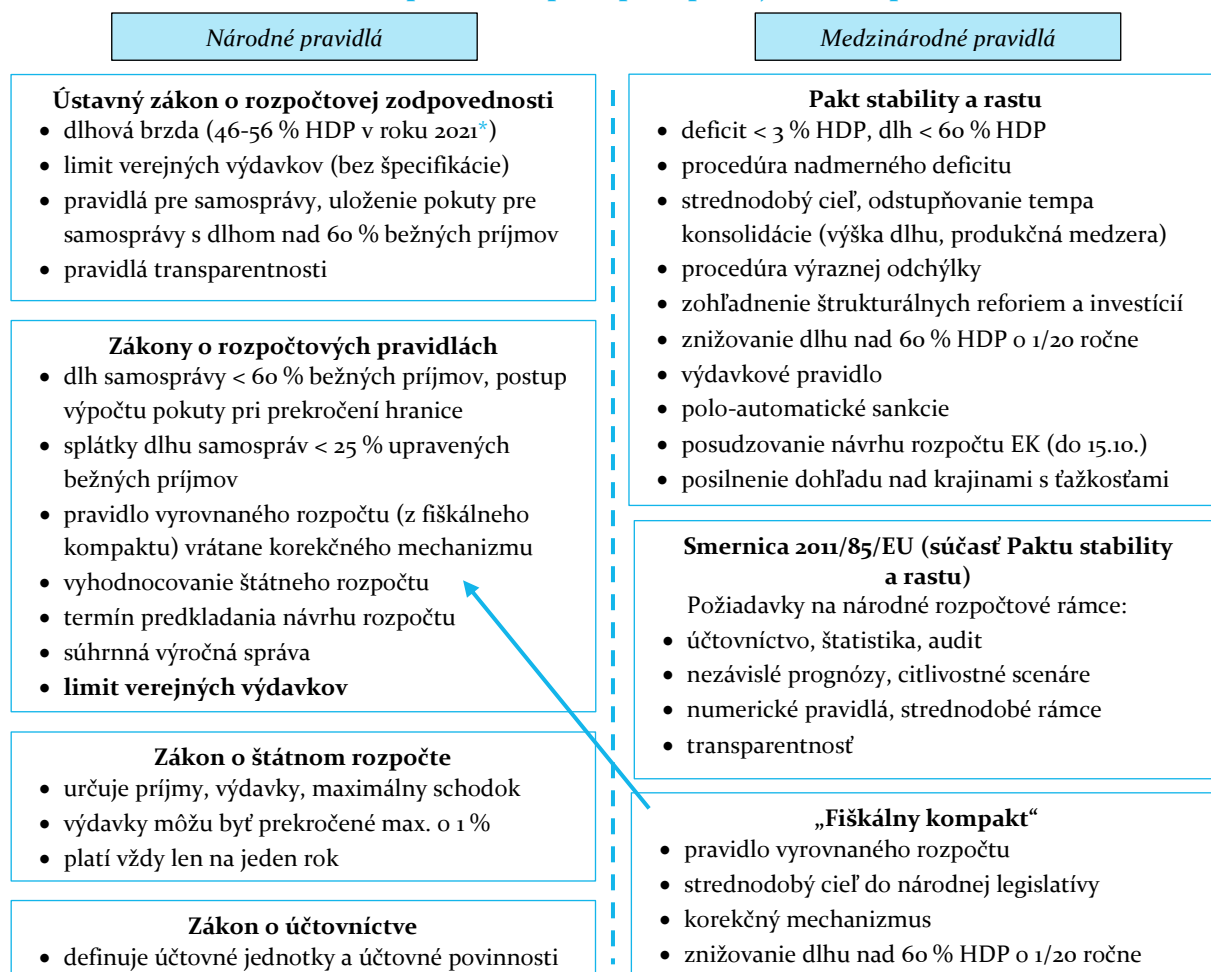 Národné pravidlá
Ústavný zákon o rozpočtovej zodpovednosti
• dlhová brzda (46-56 % HDP v roku 2021*)
• limit verejných výdavkov (bez špecifikácie)
• pravidlá pre samosprávy, uloženie pokuty pre
samosprávy s dlhom nad 60 % bežných príjmov
• pravidlá transparentnosti
Zákony o rozpočtových pravidlách
• dlh samosprávy < 60 % bežných príjmov, postup
výpočtu pokuty pri prekročení hranice
• splátky dlhu samospráv < 25 % upravených
bežných príjmov
• pravidlo vyrovnaného rozpočtu (z fiškálneho
kompaktu) vrátane korekčného mechanizmu
• vyhodnocovanie štátneho rozpočtu
• termín predkladania návrhu rozpočtu
• súhrnná výročná správa
• limit verejných výdavkov
Zákon o štátnom rozpočte
• určuje príjmy, výdavky, maximálny schodok
• výdavky môžu byť prekročené max. o 1 %
• platí vždy len na jeden rok
Zákon o účtovníctve
• definuje účtovné jednotky a účtovné povinnosti
Medzinárodné pravidlá
Pakt stability a rastu
• deficit < 3 % HDP, dlh < 60 % HDP
• procedúra nadmerného deficitu
• strednodobý cieľ, odstupňovanie tempa
konsolidácie (výška dlhu, produkčná medzera)
• procedúra výraznej odchýlky
• zohľadnenie štrukturálnych reforiem a investícií
• znižovanie dlhu nad 60 % HDP o 1/20 ročne
• výdavkové pravidlo
• polo-automatické sankcie
• posudzovanie návrhu rozpočtu EK (do 15.10.)
• posilnenie dohľadu nad krajinami s ťažkosťami
Smernica 2011/85/EU (súčasť Paktu stability
a rastu)
Požiadavky na národné rozpočtové rámce:
• účtovníctvo, štatistika, audit
• nezávislé prognózy, citlivostné scenáre
• numerické pravidlá, strednodobé rámce
• transparentnosť
„Fiškálny kompakt“
• pravidlo vyrovnaného rozpočtu
• strednodobý cieľ do národnej legislatívy
• korekčný mechanizmus
• znižovanie dlhu nad 60 % HDP o 1/20 ročne